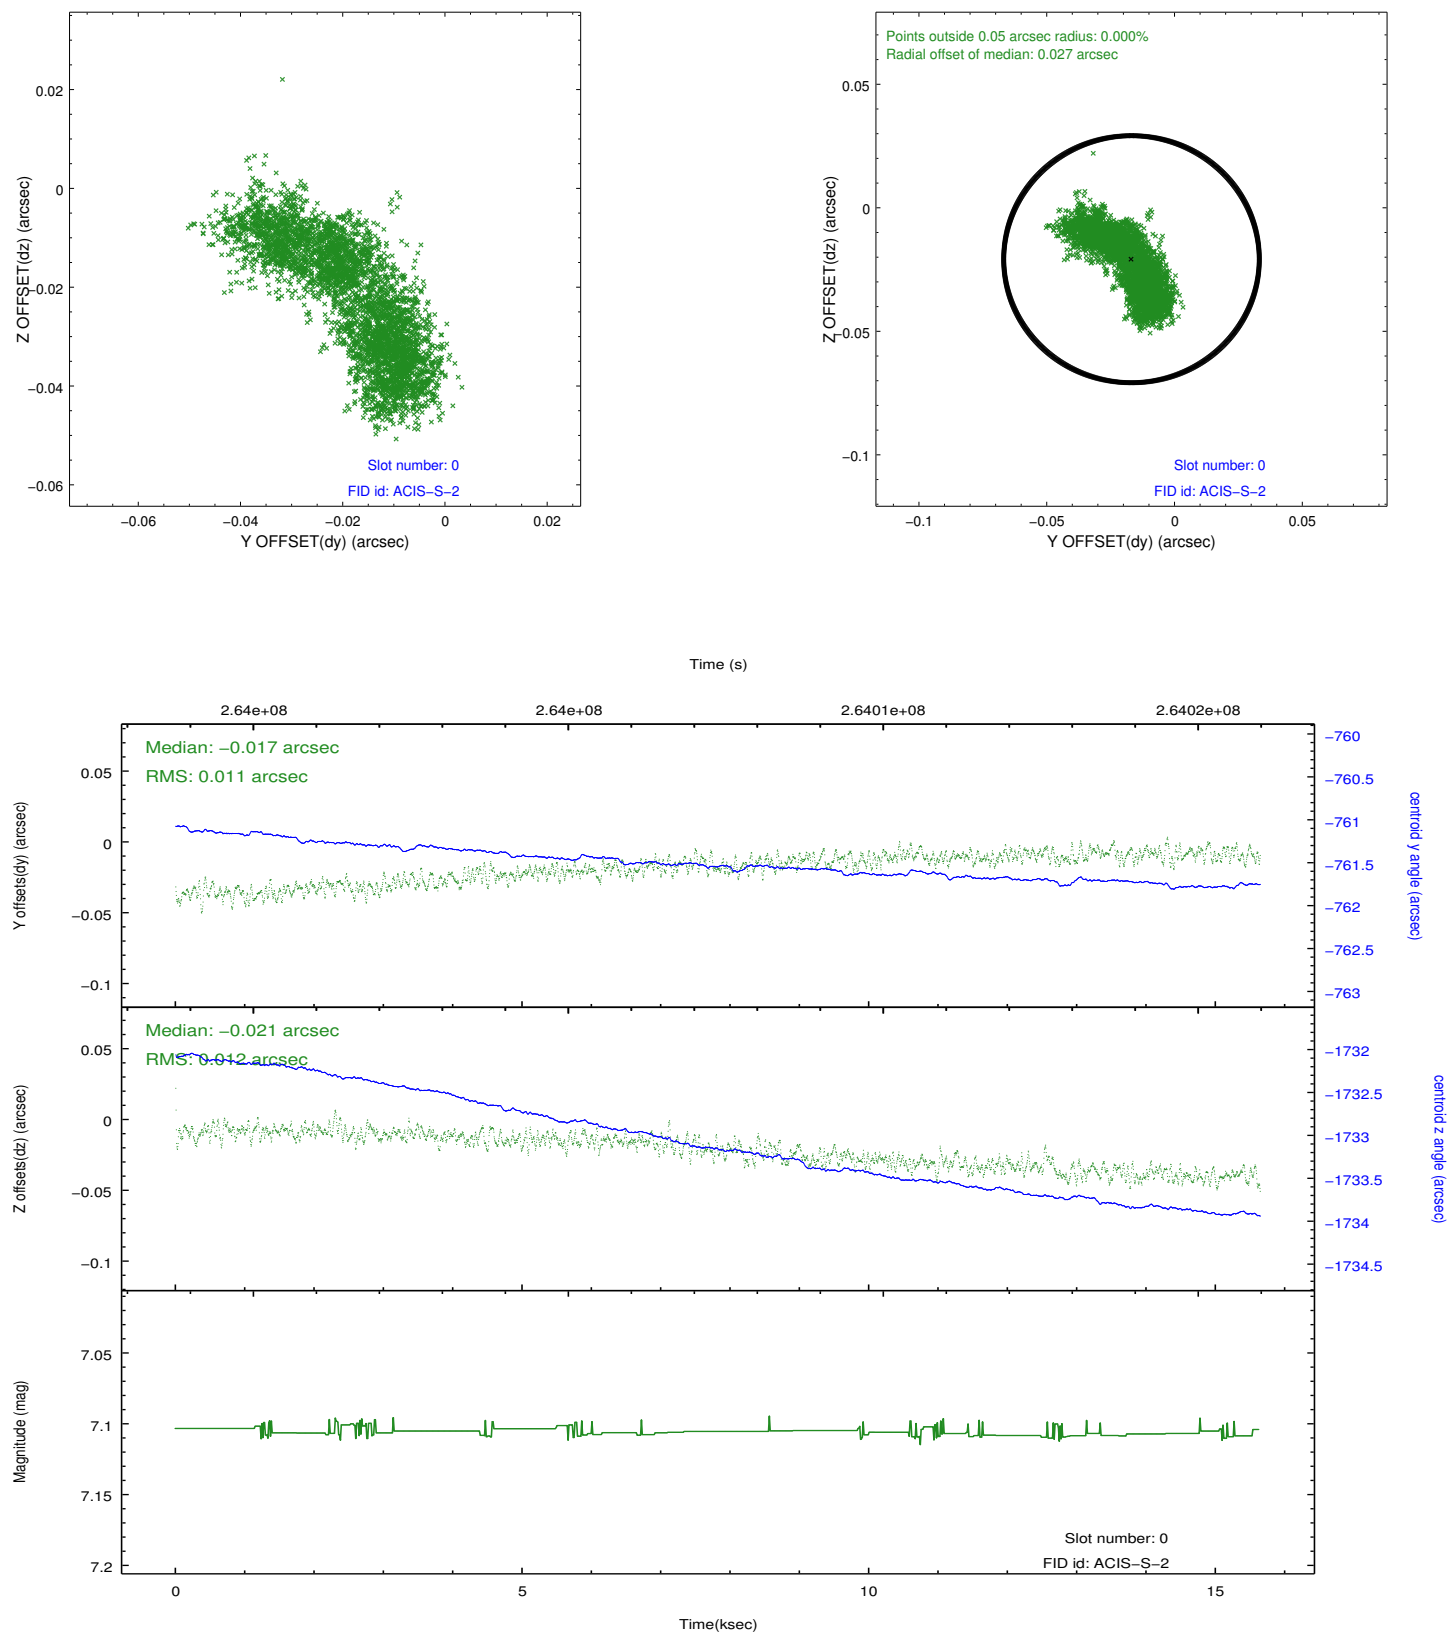 0.02
0
−0.02
−0.04
−0.06
Z OFFSET(dz) (arcsec)
Slot number: 0
FID id: ACIS−S−2
−0.06
−0.04
−0.02
0
0.02
Y OFFSET(dy) (arcsec)
Points outside 0.05 arcsec radius: 0.000%
Radial offset of median: 0.027 arcsec
0.05
0
−0.05
−0.1
Z OFFSET(dz) (arcsec)
Slot number: 0
FID id: ACIS−S−2
−0.1
−0.05
0
0.05
Y OFFSET(dy) (arcsec)
Time (s)
2.64e+08
2.64e+08
2.6401e+08
2.6402e+08
Median: −0.017 arcsec
RMS: 0.011 arcsec
0.05
0
−0.05
−0.1
Y offsets(dy) (arcsec)
−760
−760.5
−761
−761.5
−762
−762.5
−763
centroid y angle (arcsec)
Median: −0.021 arcsec
RMS: 0.012 arcsec
0.05
0
−0.05
−0.1
Z offsets(dz) (arcsec)
−1732
−1732.5
−1733
−1733.5
−1734
−1734.5
centroid z angle (arcsec)
7.05
7.1
7.15
7.2
Magnitude (mag)
Slot number: 0
FID id: ACIS−S−2
0
5
10
15
Time(ksec)